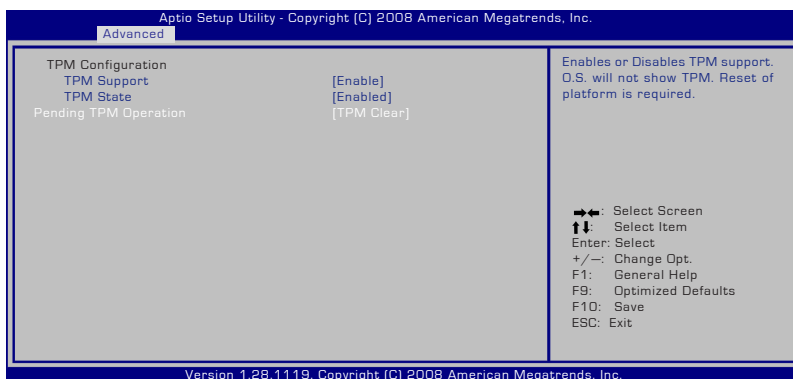 Aptio Setup Utility - Copyright (C) 2008 American Megatrends, Inc.
Advanced
TPM Configuration
TPM Support [Enable]
TPM State [Enabled]
Pending TPM Operation [TPM Clear]
Enables or Disables TPM support.
O.S. will not show TPM. Reset of
platform is required.
→←: Select Screen
↑↓: Select Item
Enter: Select
+/—: Change Opt.
F1: General Help
F9: Optimized Defaults
F10: Save
ESC: Exit
Version 1.28.1119. Copyright (C) 2008 American Megatrends, Inc.